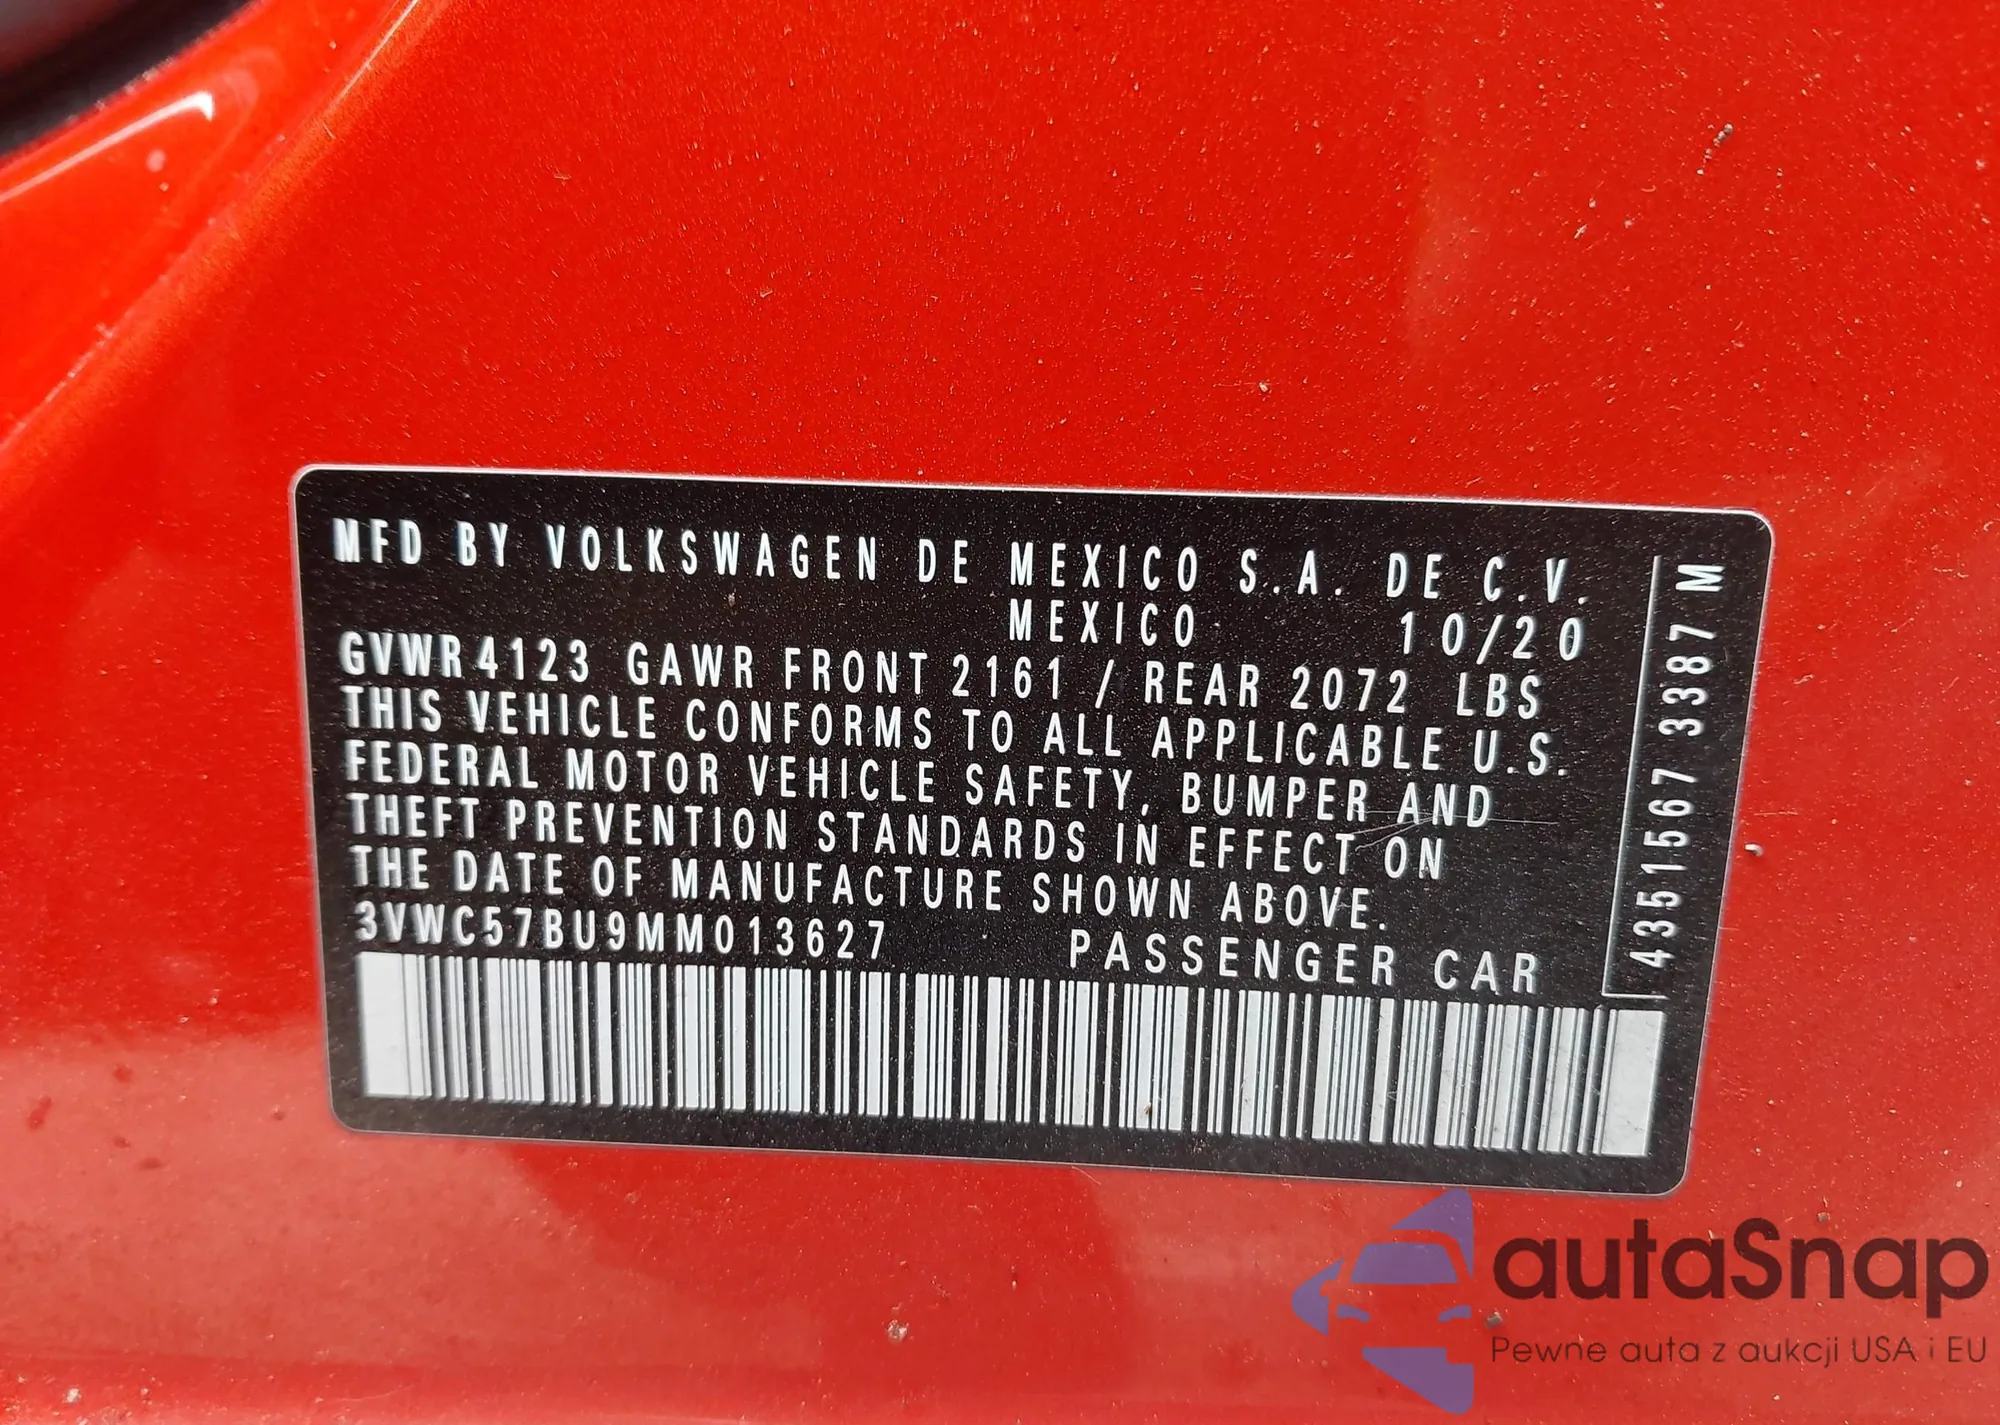 MFD BY VOLKSWAGEN DE MEXICO S.A. DE C.V.
MEXICO 10/20
GVWR 4123 GAWR FRONT 2161 / REAR 2072 LBS
THIS VEHICLE CONFORMS TO ALL APPLICABLE U.S.
FEDERAL MOTOR VEHICLE SAFETY, BUMPER AND
THEFT PREVENTION STANDARDS IN EFFECT ON
THE DATE OF MANUFACTURE SHOWN ABOVE.
3VWC57BU9MM013627 PASSENGER CAR
4351567 3387 M
autaSnap
Pewne auta z aukcji USA i EU